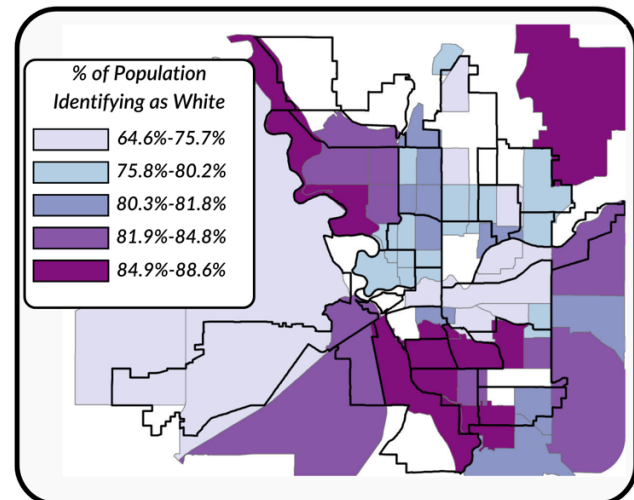 % of Population
Identifying as White
64.6%-75.7%
75.8%-80.2%
80.3%-81.8%
81.9%-84.8%
84.9%-88.6%